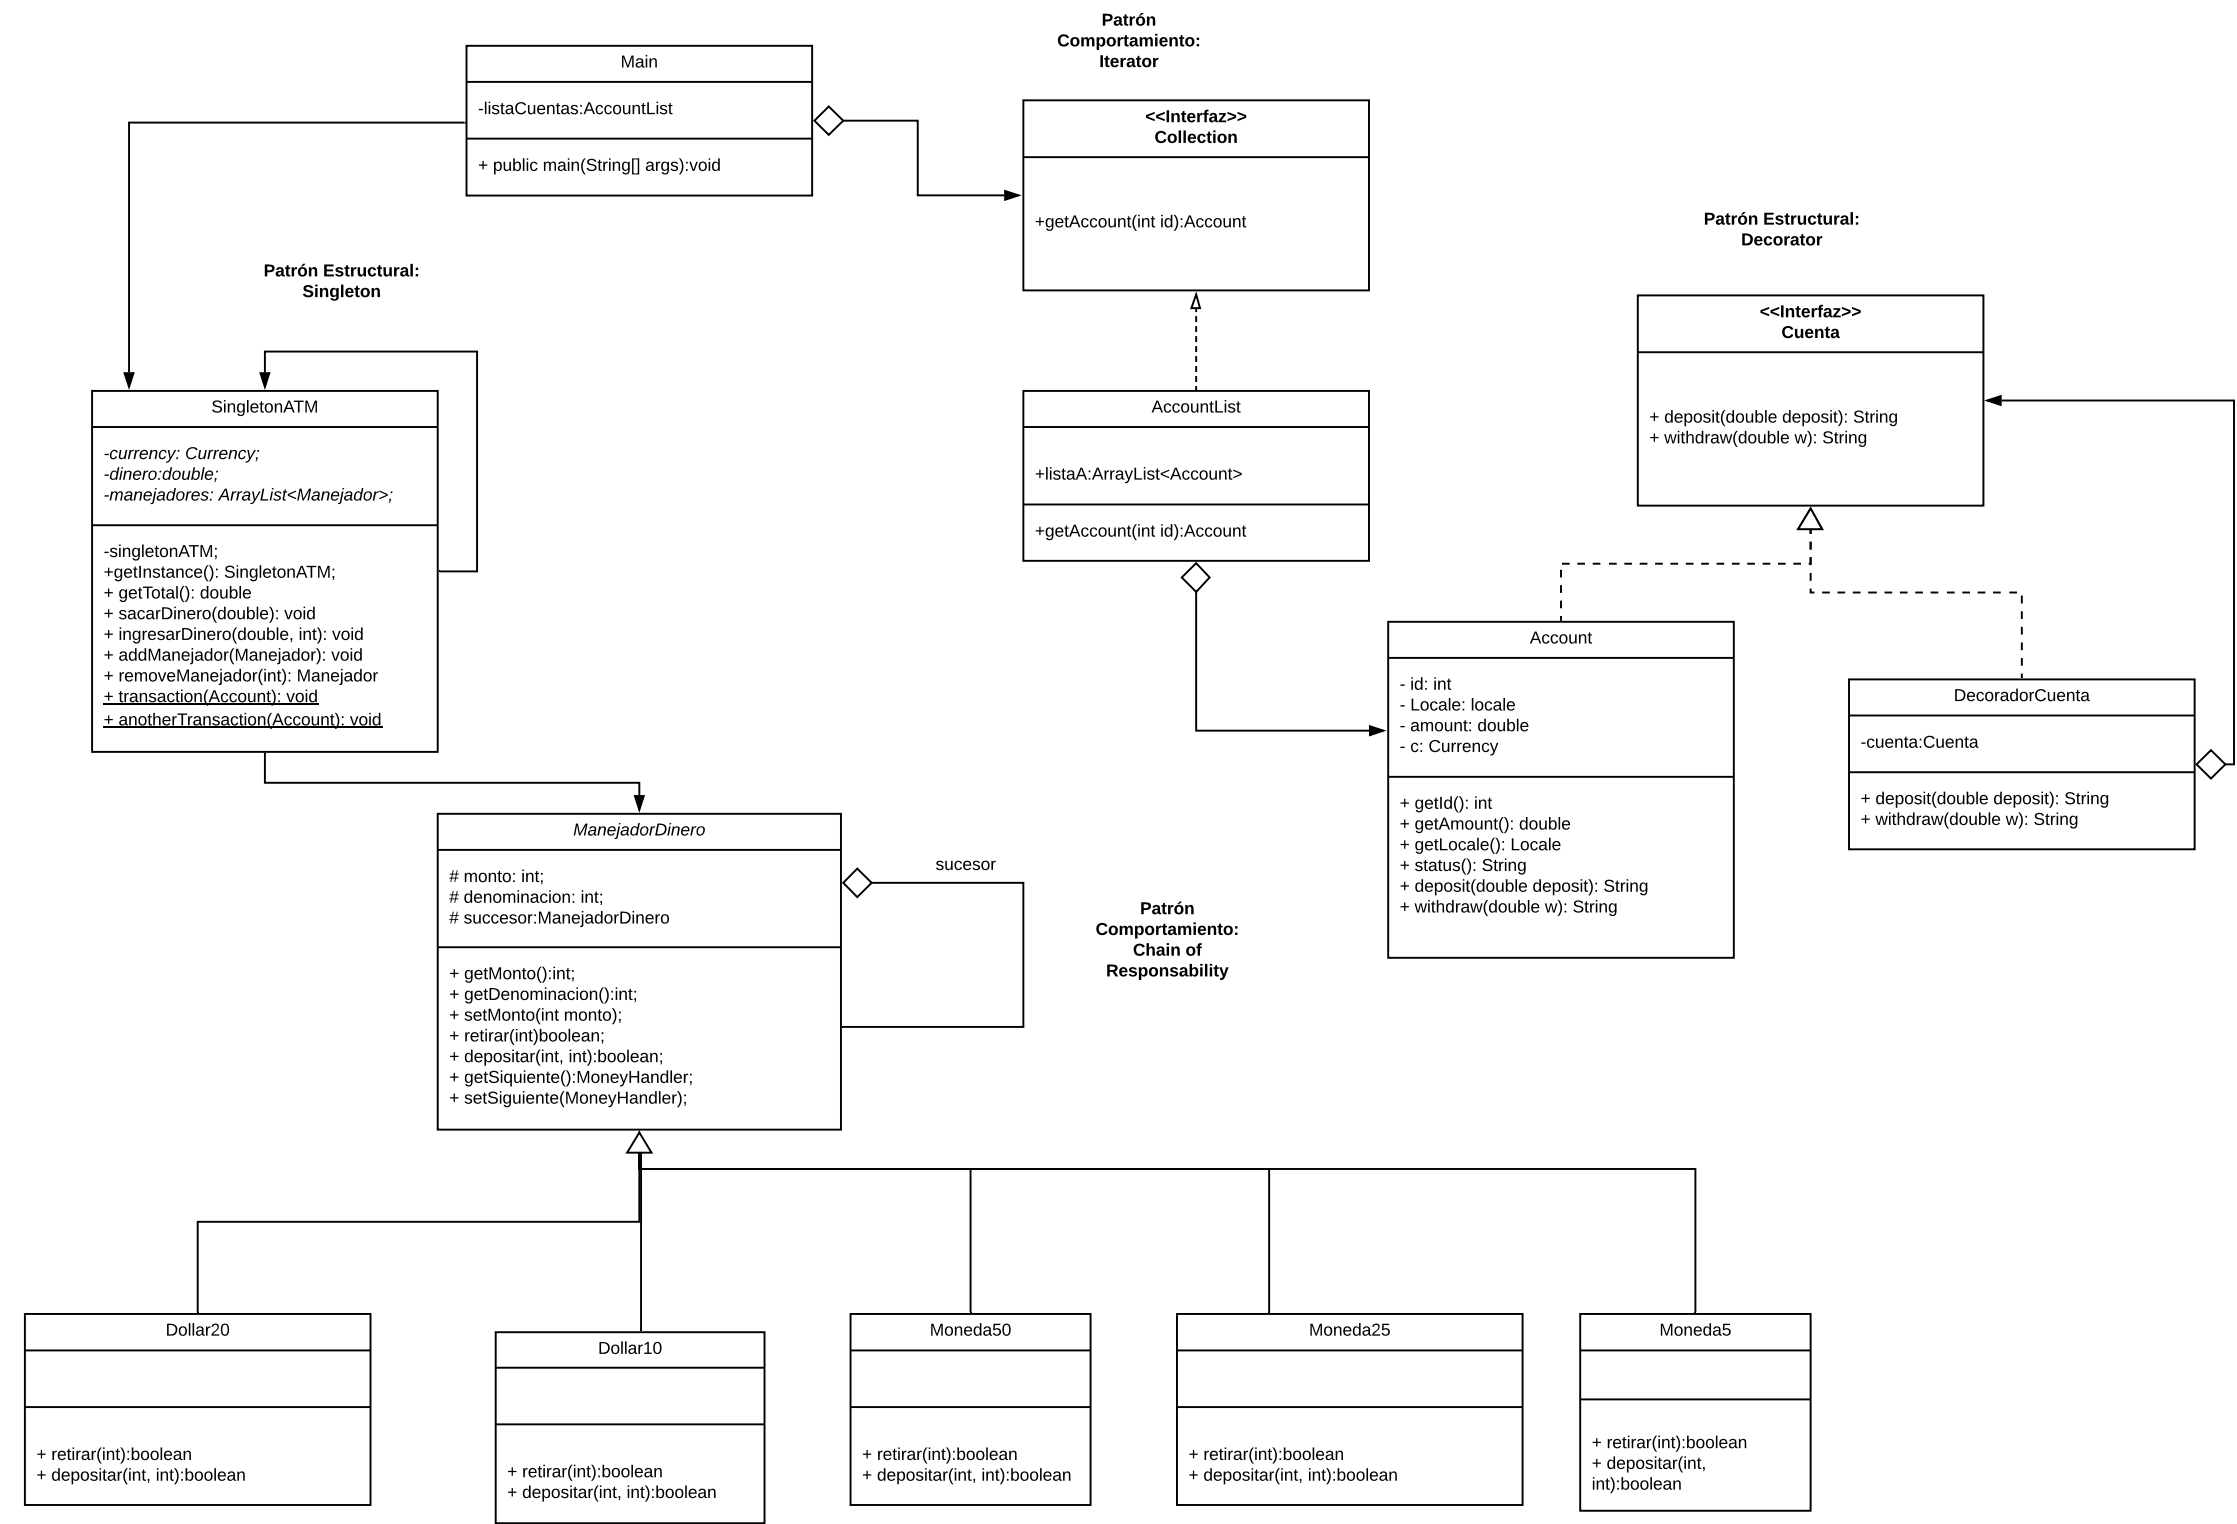 Patrón
Comportamiento:
Iterator
Main
-listaCuentas:AccountList
+ public main(String[] args):void
<<Interfaz>>
Collection
+getAccount(int id):Account
Patrón Estructural:
Decorator
Patrón Estructural:
Singleton
<<Interfaz>>
Cuenta
+ deposit(double deposit): String
+ withdraw(double w): String
SingletonATM
-currency: Currency;
-dinero:double;
-manejadores: ArrayList<Manejador>;
-singletonATM;
+getInstance(): SingletonATM;
+ getTotal(): double
+ sacarDinero(double): void
+ ingresarDinero(double, int): void
+ addManejador(Manejador): void
+ removeManejador(int): Manejador
+ transaction(Account): void
+ anotherTransaction(Account): void
AccountList
+listaA:ArrayList<Account>
+getAccount(int id):Account
Account
- id: int
- Locale: locale
- amount: double
- c: Currency
+ getId(): int
+ getAmount(): double
+ getLocale(): Locale
+ status(): String
+ deposit(double deposit): String
+ withdraw(double w): String
DecoradorCuenta
-cuenta:Cuenta
+ deposit(double deposit): String
+ withdraw(double w): String
ManejadorDinero
# monto: int;
# denominacion: int;
# succesor:ManejadorDinero
+ getMonto():int;
+ getDenominacion():int;
+ setMonto(int monto);
+ retirar(int)boolean;
+ depositar(int, int):boolean;
+ getSiquiente():MoneyHandler;
+ setSiguiente(MoneyHandler);
sucesor
Patrón
Comportamiento:
Chain of
Responsability
Dollar20
+ retirar(int):boolean
+ depositar(int, int):boolean
Dollar10
+ retirar(int):boolean
+ depositar(int, int):boolean
Moneda50
+ retirar(int):boolean
+ depositar(int, int):boolean
Moneda25
+ retirar(int):boolean
+ depositar(int, int):boolean
Moneda5
+ retirar(int):boolean
+ depositar(int,
int):boolean